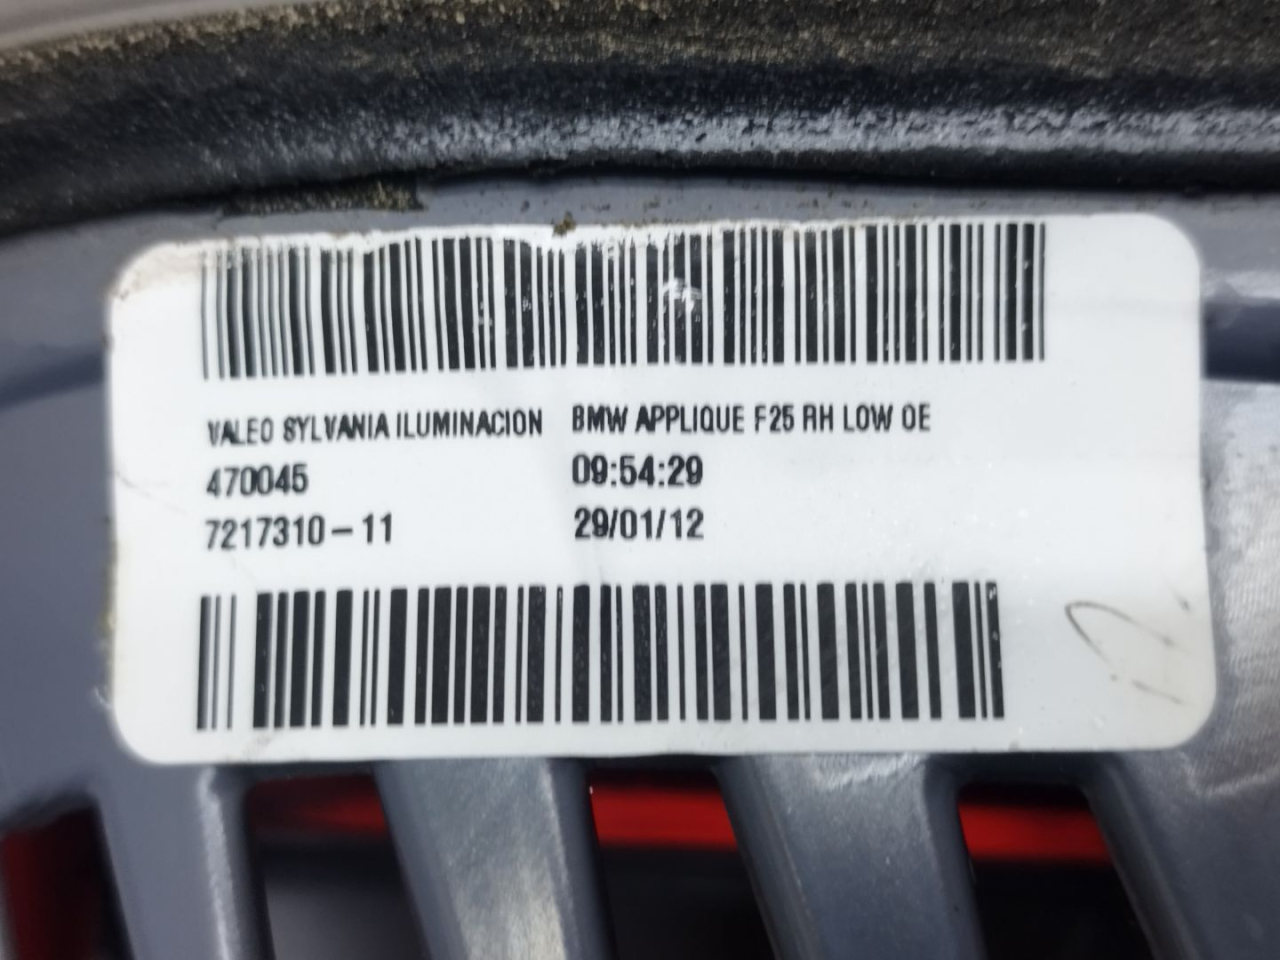 VALEO SYLVANIA ILUMINACION BMW APPLIQUE F25 RH LOW OE
470045 09:54:29
7217310-11 29/01/12